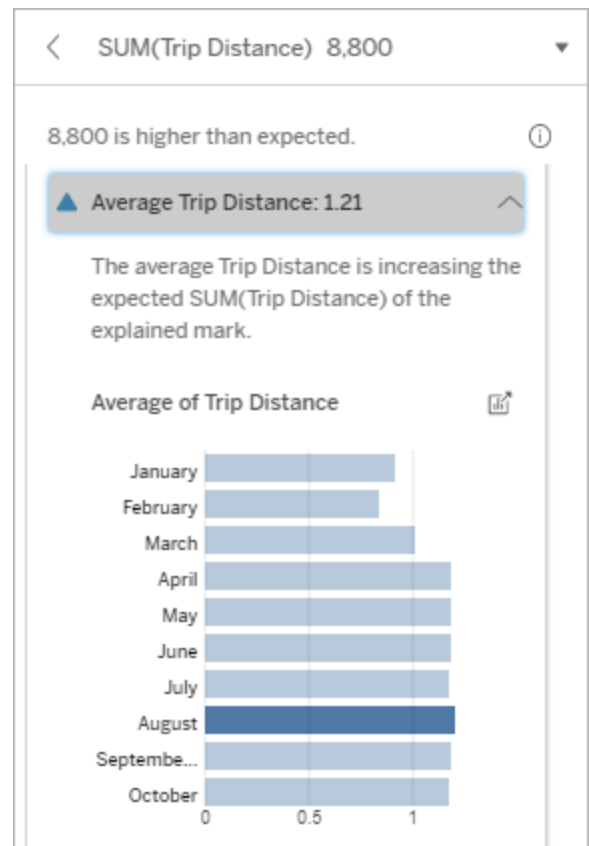 SUM(Trip Distance) 8,800
8,800 is higher than expected.
Average Trip Distance: 1.21
The average Trip Distance is increasing the
expected SUM(Trip Distance) of the
explained mark.
Average of Trip Distance
January
February
March
April
May
June
July
August
Septembe...
October
0 0.5 1